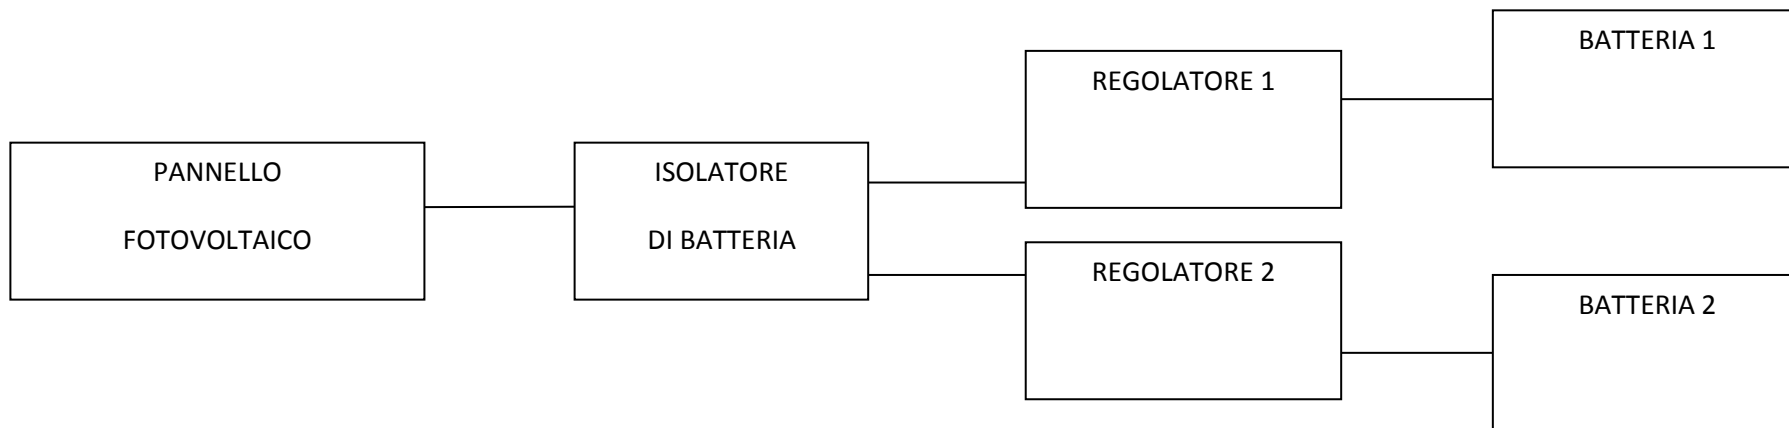 PANNELLO
FOTOVOLTAICO
ISOLATORE
DI BATTERIA
REGOLATORE 1
REGOLATORE 2
BATTERIA 1
BATTERIA 2